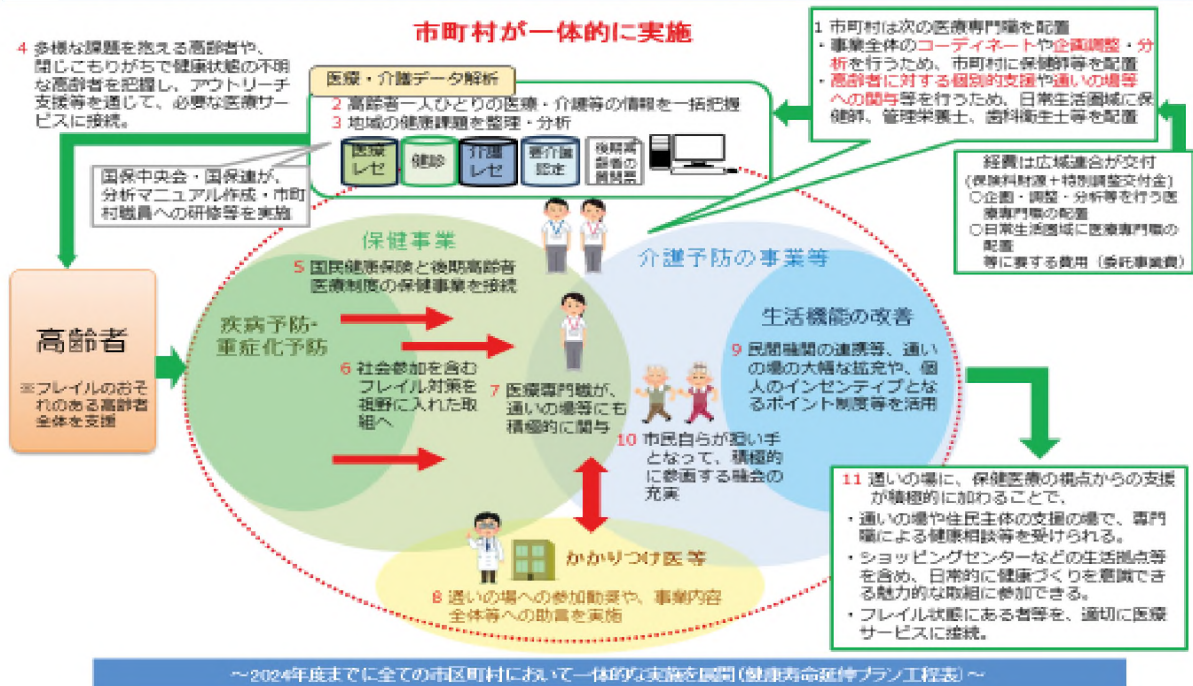 市町村が一体的に実施
1 市町村は次の医療専門職を配置
・事業全体のコーディネートや企画調整・分
析を行うため、市町村に保健師等を配置
・高齢者に対する個別的支援や通いの場等
への関与等を行うため、日常生活圏域に保
健師、管理栄養士、歯科衛生士等を配置
経費は広域連合が交付
(保険料財源＋特別調整交付金)
○企画・調整・分析等を行う医
療専門職の配置
○日常生活圏域に医療専門職の
配置
等に要する費用（委託事業費）
医療・介護データ解析
2 高齢者一人ひとりの医療・介護等の情報を一括把握
3 地域の健康課題を整理・分析
医療
レセ
健診
介護
レセ
要介護
認定
後期高
齢者の
質問票
4 多様な課題を抱える高齢者や、
閉じこもりがちで健康状態の不明
な高齢者を把握し、アウトリーチ
支援等を通じて、必要な医療サー
ビスに接続。
国保中央会・国保連が、
分析マニュアル作成・市町
村職員への研修等を実施
高齢者
※フレイルのおそ
れのある高齢者
全体を支援
保健事業
5 国民健康保険と後期高齢者
医療制度の保健事業を接続
疾病予防・
重症化予防
6 社会参加を含む
フレイル対策を
視野に入れた取
組へ
7 医療専門職が、
通いの場等にも
積極的に関与
介護予防の事業等
生活機能の改善
9 民間機関の連携等、通い
の場の大幅な拡充や、個
人のインセンティブとな
るポイント制度等を活用
10 市民自らが担い手
となって、積極的
に参画する機会の
充実
かかりつけ医等
8 通いの場への参加勧奨や、事業内容
全体等への助言を実施
11 通いの場に、保健医療の視点からの支援
が積極的に加わることで、
・通いの場や住民主体の支援の場で、専門
職による健康相談等を受けられる。
・ショッピングセンターなどの生活拠点等
を含め、日常的に健康づくりを意識でき
る魅力的な取組に参加できる。
・フレイル状態にある者等を、適切に医療
サービスに接続。
～2024年度までに全ての市区町村において一体的な実施を展開(健康寿命延伸プラン工程表)～